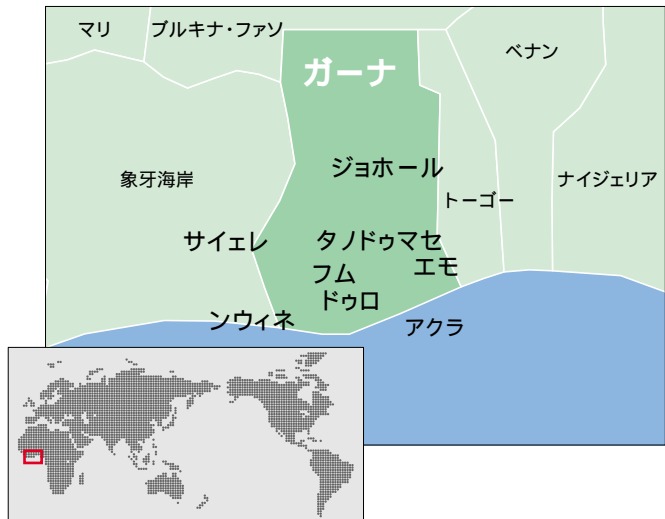 マリ
ブルキナ・ファソ
ベナン
ガーナ
ジョホール
象牙海岸
トーゴー
ナイジェリア
サイェレ
タノドゥマセ
エモ
フム
ドゥロ
ンウィネ
アクラ